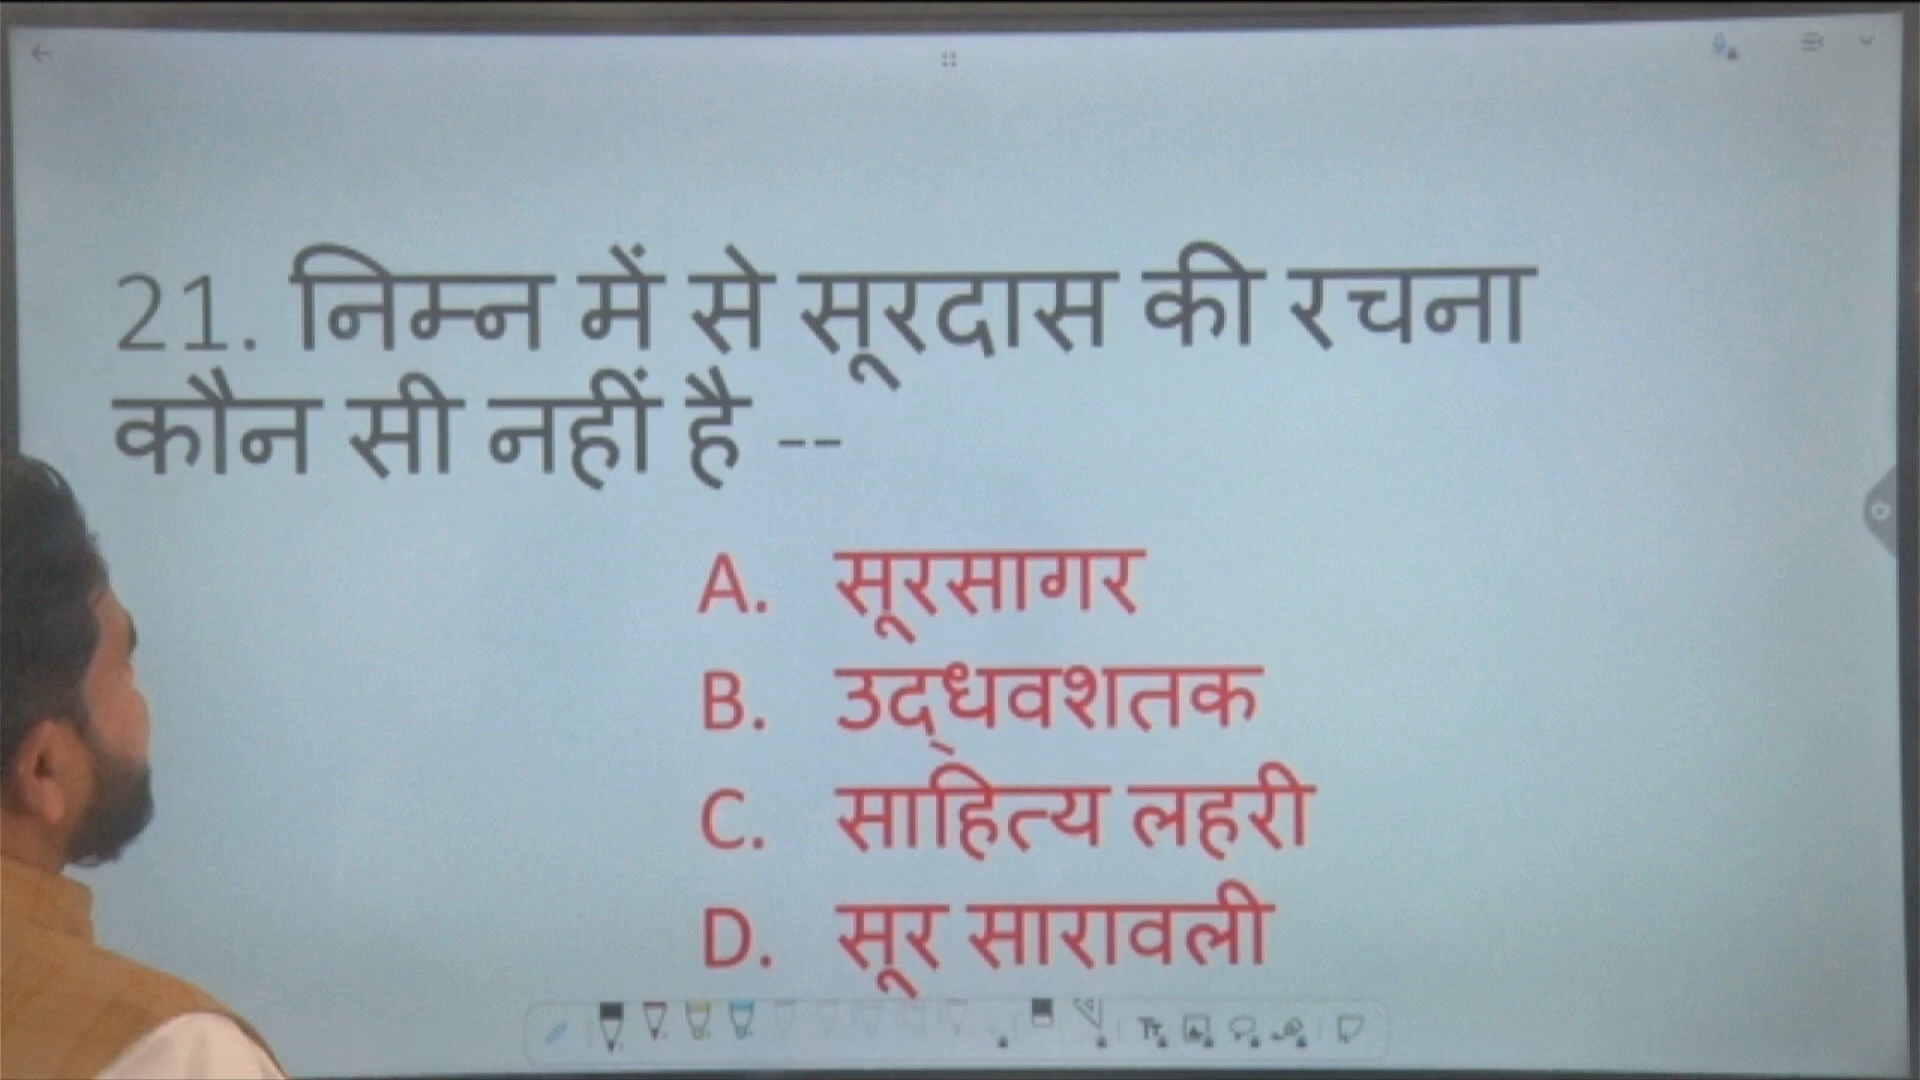 21. निम्न में से सूरदास की रचना
कौन सी नहीं है --
A. सूरसागर
B. उद्धवशतक
C. साहित्य लहरी
D. सूर सारावली